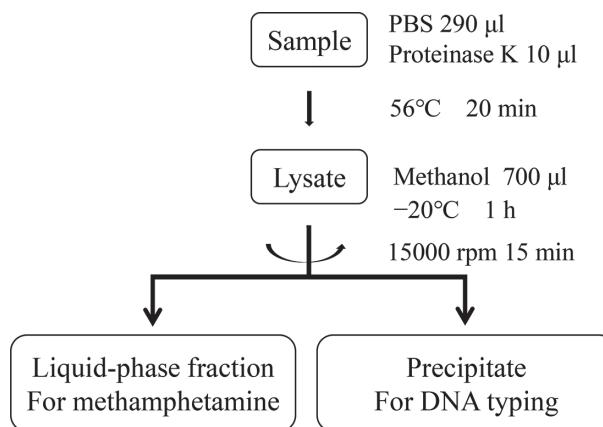 Sample
PBS 290 μl
Proteinase K 10 μl
56℃ 20 min
Lysate
Methanol 700 μl
−20℃ 1 h
15000 rpm 15 min
Liquid-phase fraction
For methamphetamine
Precipitate
For DNA typing